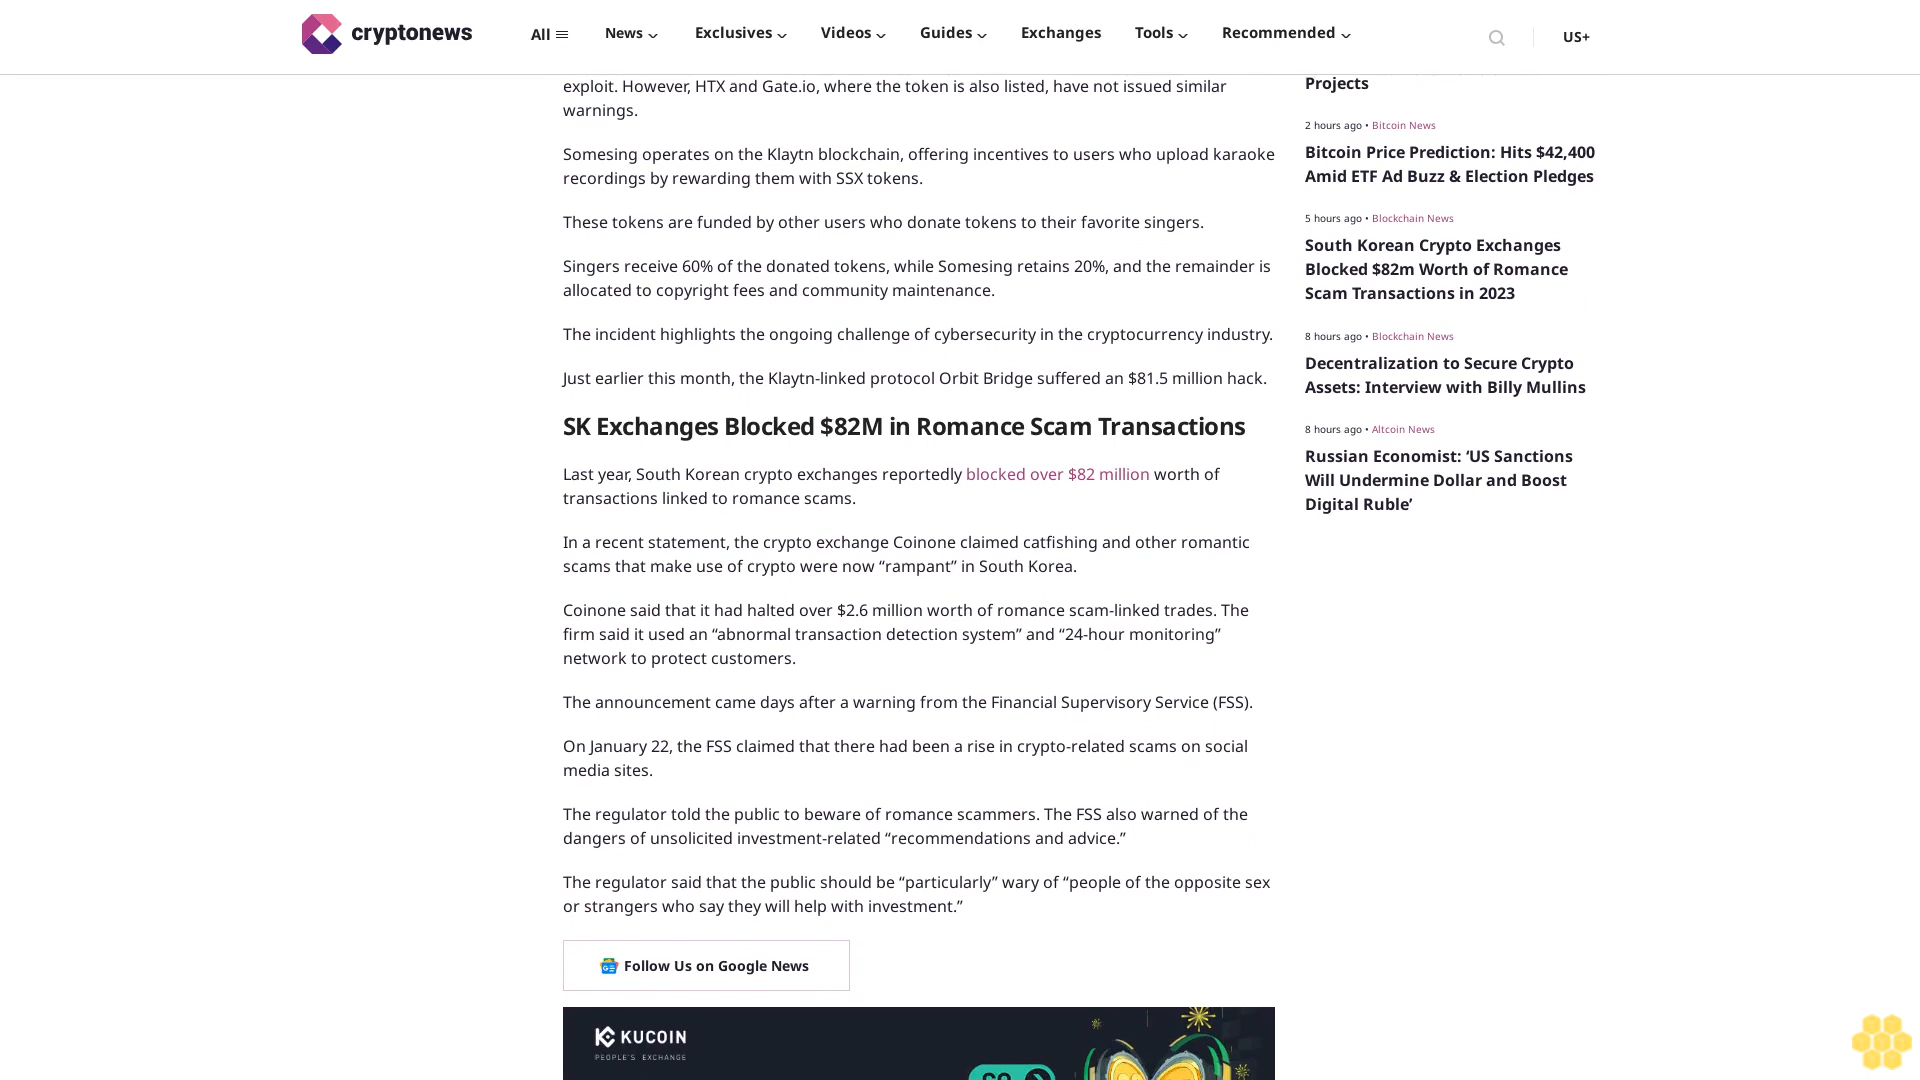 cryptonews
All
News
Exclusives
Videos
Guides
Exchanges
Tools
Recommended
US+
exploit. However, HTX and Gate.io, where the token is also listed, have not issued similar
warnings.
Somesing operates on the Klaytn blockchain, offering incentives to users who upload karaoke
recordings by rewarding them with SSX tokens.
These tokens are funded by other users who donate tokens to their favorite singers.
Singers receive 60% of the donated tokens, while Somesing retains 20%, and the remainder is
allocated to copyright fees and community maintenance.
The incident highlights the ongoing challenge of cybersecurity in the cryptocurrency industry.
Just earlier this month, the Klaytn-linked protocol Orbit Bridge suffered an $81.5 million hack.
SK Exchanges Blocked $82M in Romance Scam Transactions
Last year, South Korean crypto exchanges reportedly blocked over $82 million worth of
transactions linked to romance scams.
In a recent statement, the crypto exchange Coinone claimed catfishing and other romantic
scams that make use of crypto were now “rampant” in South Korea.
Coinone said that it had halted over $2.6 million worth of romance scam-linked trades. The
firm said it used an “abnormal transaction detection system” and “24-hour monitoring”
network to protect customers.
The announcement came days after a warning from the Financial Supervisory Service (FSS).
On January 22, the FSS claimed that there had been a rise in crypto-related scams on social
media sites.
The regulator told the public to beware of romance scammers. The FSS also warned of the
dangers of unsolicited investment-related “recommendations and advice.”
The regulator said that the public should be “particularly” wary of “people of the opposite sex
or strangers who say they will help with investment.”
Follow Us on Google News
KUCOIN
PEOPLE'S EXCHANGE
Projects
2 hours ago • Bitcoin News
Bitcoin Price Prediction: Hits $42,400
Amid ETF Ad Buzz & Election Pledges
5 hours ago • Blockchain News
South Korean Crypto Exchanges
Blocked $82m Worth of Romance
Scam Transactions in 2023
8 hours ago • Blockchain News
Decentralization to Secure Crypto
Assets: Interview with Billy Mullins
8 hours ago • Altcoin News
Russian Economist: ‘US Sanctions
Will Undermine Dollar and Boost
Digital Ruble’